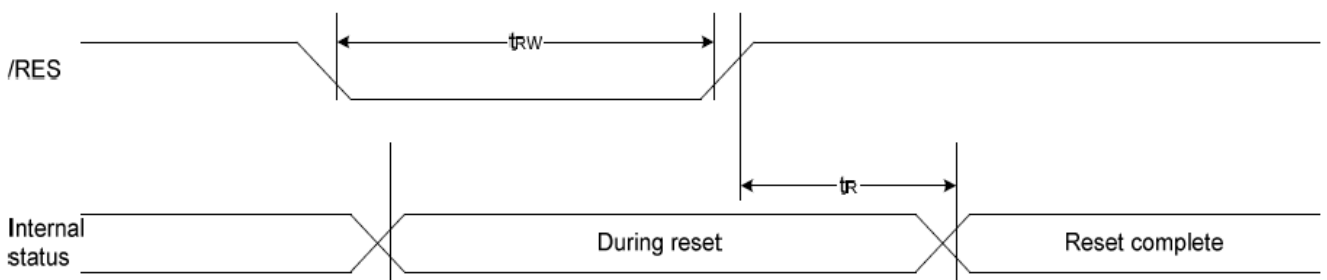 tRW
/RES
tR
Internal
status
During reset
Reset complete